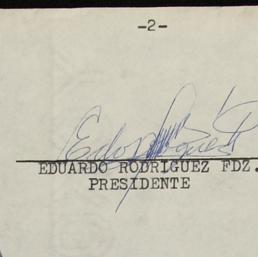 -2-
EDUARDO RODRIGUEZ FDZ.
PRESIDENTE